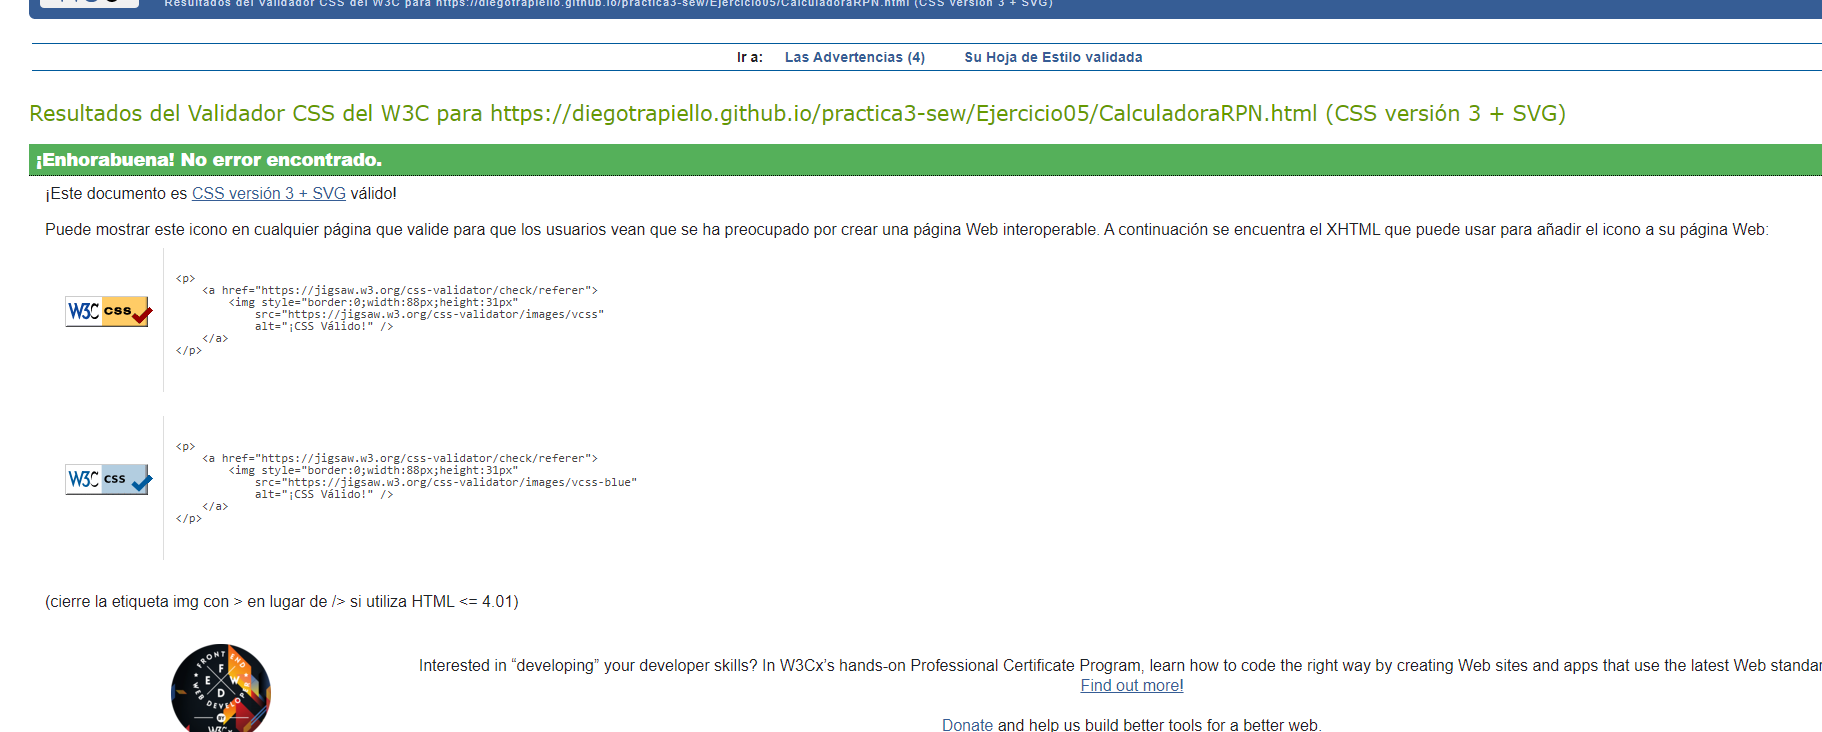 Resultados del Validador CSS del W3C para https://diegotrapiello.github.io/practica3-sew/Ejercicio05/CalculadoraRPN.html (CSS versión 3 + SVG)
Ir a: Las Advertencias (4) Su Hoja de Estilo validada
Resultados del Validador CSS del W3C para https://diegotrapiello.github.io/practica3-sew/Ejercicio05/CalculadoraRPN.html (CSS versión 3 + SVG)
¡Enhorabuena! No error encontrado.
¡Este documento es CSS versión 3 + SVG válido!
Puede mostrar este icono en cualquier página que valide para que los usuarios vean que se ha preocupado por crear una página Web interoperable. A continuación se encuentra el XHTML que puede usar para añadir el icono a su página Web:
<p>
<a href="https://jigsaw.w3.org/css-validator/check/referer">
<img style="border:0;width:88px;height:31px"
W3C css
src="https://jigsaw.w3.org/css-validator/images/vcss"
alt="¡CSS Válido!" />
</a>
</p>
<p>
<a href="https://jigsaw.w3.org/css-validator/check/referer">
<img style="border:0;width:88px;height:31px"
W3C css
src="https://jigsaw.w3.org/css-validator/images/vcss-blue"
alt="¡CSS Válido!" />
</a>
</p>
(cierre la etiqueta img con > en lugar de /> si utiliza HTML <= 4.01)
FRONT END
WEB DEVELOPER
F E W D
BY
W3Cx
Interested in “developing” your developer skills? In W3Cx’s hands-on Professional Certificate Program, learn how to code the right way by creating Web sites and apps that use the latest Web standar
Find out more!
Donate and help us build better tools for a better web.